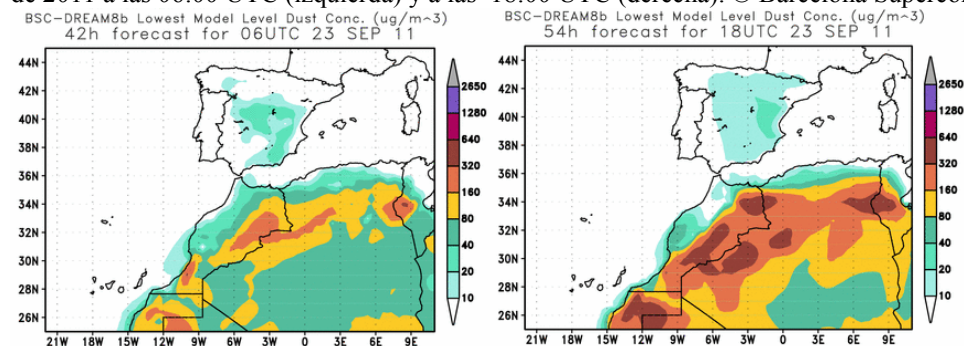 de 2011 a las 06:00 UTC (izquierda) y a las 18:00 UTC (derecha). © Barcelona Supercom
BSC-DREAM8b Lowest Model Level Dust Conc. (ug/m^3)
42h forecast for 06UTC 23 SEP 11
44N
42N
40N
38N
36N
34N
32N
30N
28N
26N
21W 18W 15W 12W 9W 6W 3W 0 3E 6E 9E
2650
1280
640
320
160
80
40
20
10
BSC-DREAM8b Lowest Model Level Dust Conc. (ug/m^3)
54h forecast for 18UTC 23 SEP 11
44N
42N
40N
38N
36N
34N
32N
30N
28N
26N
21W 18W 15W 12W 9W 6W 3W 0 3E 6E 9E
2650
1280
640
320
160
80
40
20
10